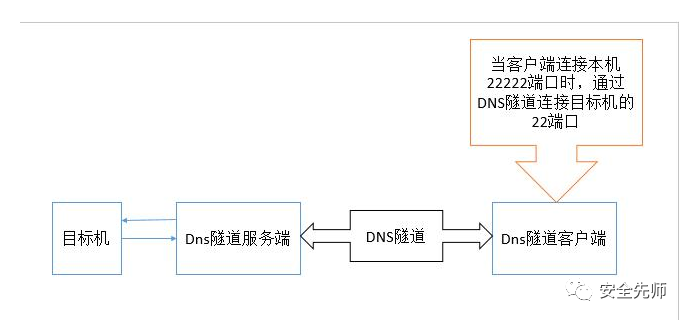 当客户端连接本机
22222端口时，通过
DNS隧道连接目标机的
22端口
目标机
Dns隧道服务端
DNS隧道
Dns隧道客户端
安全先师